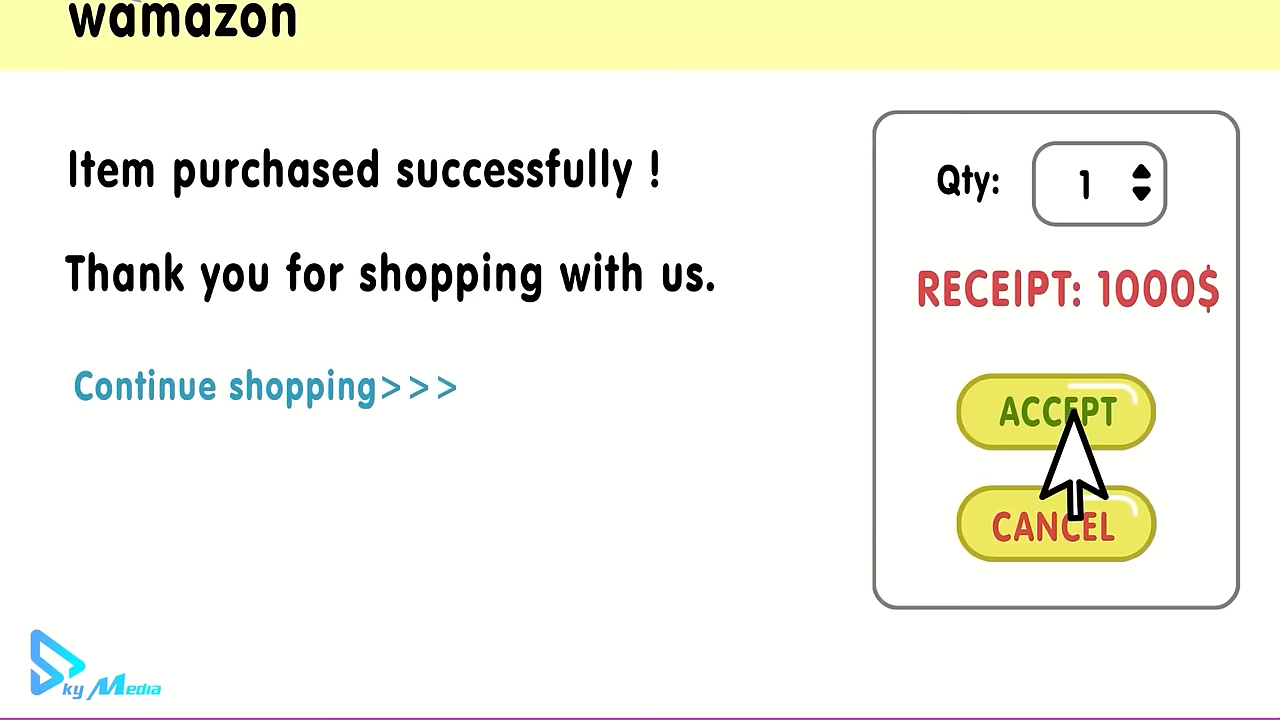 wamazon
Item purchased successfully !
Thank you for shopping with us.
Continue shopping>>>
Qty: 1
RECEIPT: 1000$
ACCEPT
CANCEL
ky Media